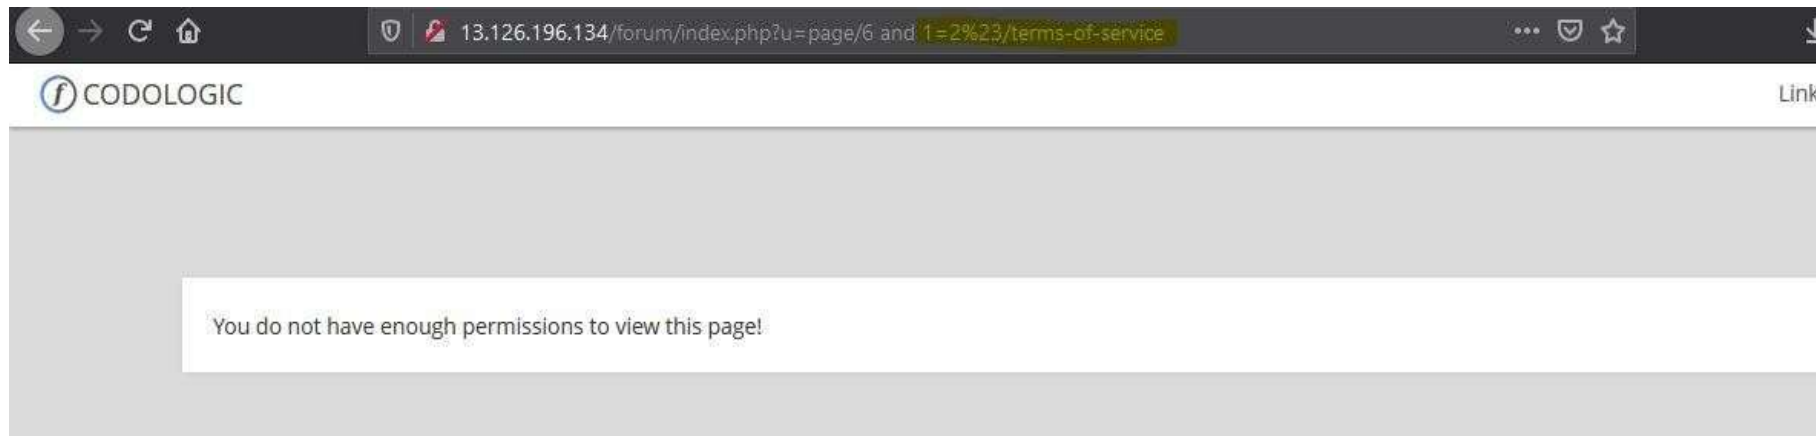 13.126.196.134/forum/index.php?u=page/6 and 1=2%23/terms-of-service
CODOLOGIC
Link
You do not have enough permissions to view this page!